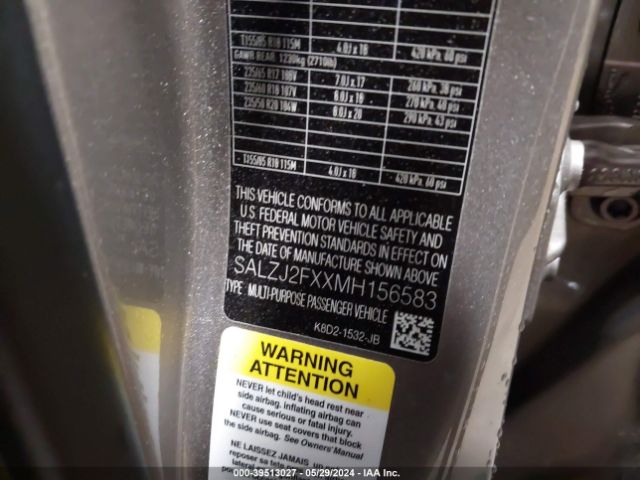 T155/85 R18 115M 4.0J x 18 420 kPa, 60 psi
GAWR REAR 1230kg (2710lb)
235/65 R17 108V 7.0J x 17 260 kPa, 38 psi
235/60 R18 107V 8.0J x 18 270 kPa, 40 psi
235/50 R20 104W 8.0J x 20 290 kPa, 43 psi
T155/85 R18 115M 4.0J x 18 420 kPa, 60 psi
THIS VEHICLE CONFORMS TO ALL APPLICABLE
U.S. FEDERAL MOTOR VEHICLE SAFETY AND
THEFT PREVENTION STANDARDS IN EFFECT ON
THE DATE OF MANUFACTURE SHOWN ABOVE
SALZJ2FXXMH156583
TYPE: MULTI-PURPOSE PASSENGER VEHICLE
K8D2-1532-JB
WARNING
ATTENTION
NEVER let child's head rest near
side airbag. inflating airbag can
cause serious or fatal injury.
NEVER use seat covers that block
the side airbag. See Owners' Manual
NE LAISSEZ JAMAIS,
reposer sa tete
000-39513027 - 05/29/2024 - IAA Inc.